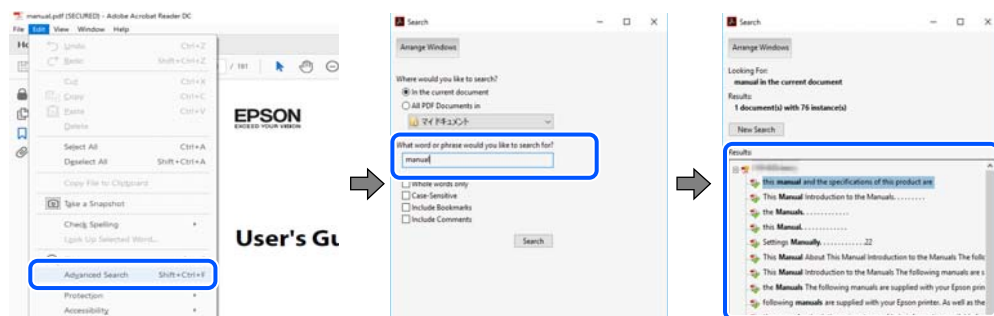 manual.pdf (SECURED) - Adobe Acrobat Reader DC
File Edit View Window Help
Undo Ctrl+Z
Redo Shift+Ctrl+Z
Cut Ctrl+X
Copy Ctrl+C
Paste Ctrl+V
Delete
Select All Ctrl+A
Deselect All Shift+Ctrl+A
Copy File to Clipboard
Take a Snapshot
Check Spelling
Look Up Selected Word...
Advanced Search Shift+Ctrl+F
Protection
Accessibility
/ 181
EPSON
EXCEED YOUR VISION
User's Gu
Search
Arrange Windows
Where would you like to search?
In the current document
All PDF Documents in
マイ ドキュメント
What word or phrase would you like to search for?
manual
Whole words only
Case-Sensitive
Include Bookmarks
Include Comments
Search
Search
Arrange Windows
Looking For:
manual in the current document
Results:
1 document(s) with 76 instance(s)
New Search
Results:
this manual and the specifications of this product are
This Manual Introduction to the Manuals.........
the Manuals.............
this Manual.............
Settings Manually.............22
This Manual About This Manual Introduction to the Manuals The follo
This Manual Introduction to the Manuals The following manuals are s
the Manuals The following manuals are supplied with your Epson prin
following manuals are supplied with your Epson printer. As well as the